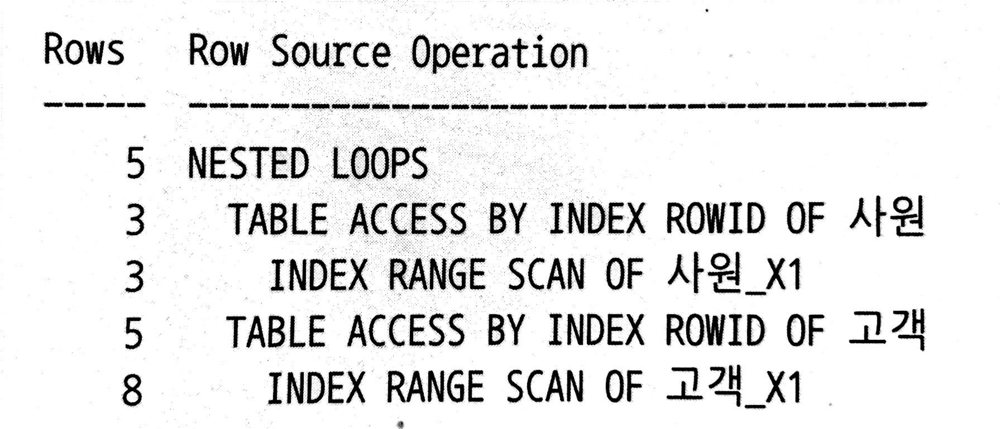 Rows Row Source Operation
----- -------------------------------------
5 NESTED LOOPS
3 TABLE ACCESS BY INDEX ROWID OF 사원
3 INDEX RANGE SCAN OF 사원_X1
5 TABLE ACCESS BY INDEX ROWID OF 고객
8 INDEX RANGE SCAN OF 고객_X1